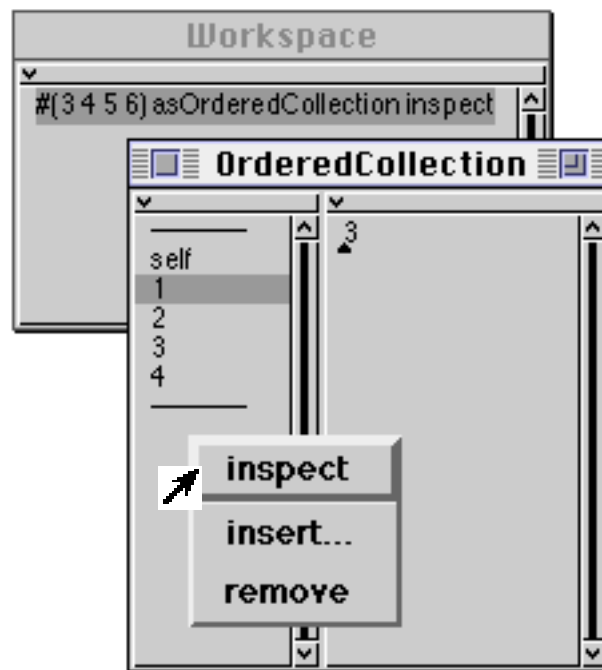 Workspace
#(3 4 5 6) asOrderedCollection inspect
OrderedCollection
self
1
2
3
4
3
inspect
insert...
remove